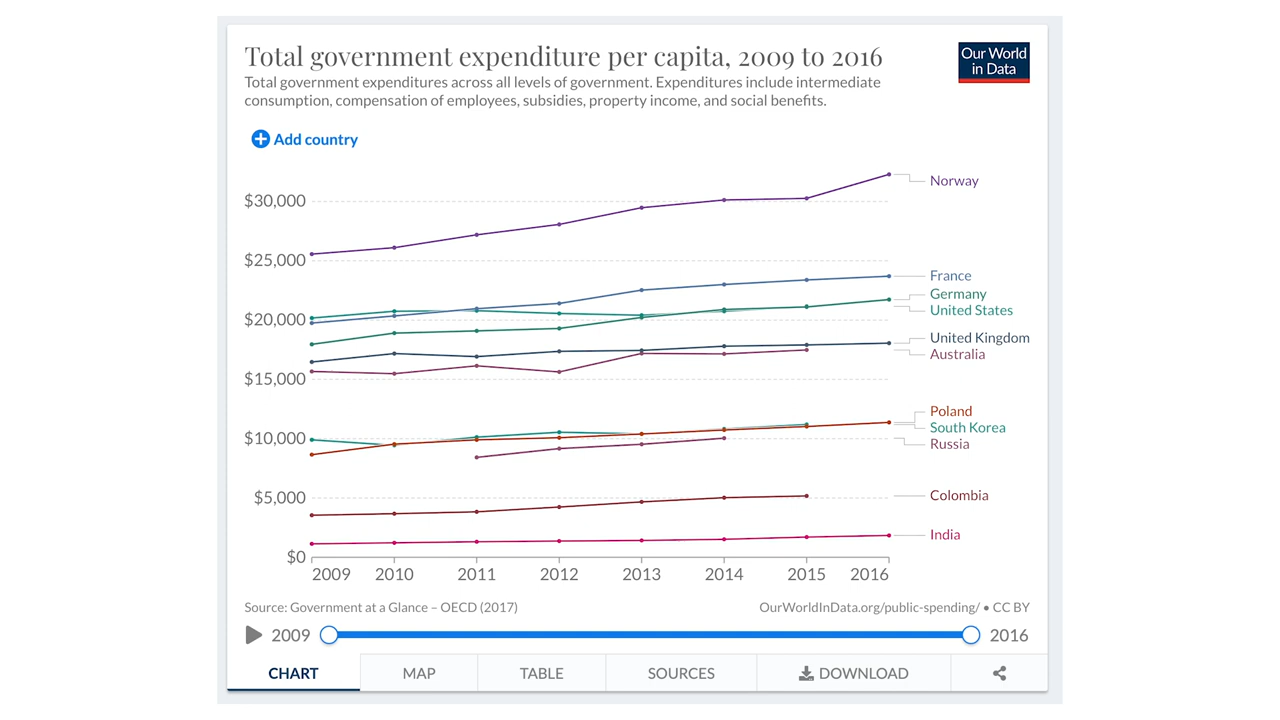 Total government expenditure per capita, 2009 to 2016
Our World
in Data
Total government expenditures across all levels of government. Expenditures include intermediate
consumption, compensation of employees, subsidies, property income, and social benefits.
Add country
$30,000
$25,000
$20,000
$15,000
$10,000
$5,000
$0
Norway
France
Germany
United States
United Kingdom
Australia
Poland
South Korea
Russia
Colombia
India
2009 2010 2011 2012 2013 2014 2015 2016
Source: Government at a Glance – OECD (2017)
OurWorldInData.org/public-spending/ • CC BY
2009
2016
CHART MAP TABLE SOURCES DOWNLOAD